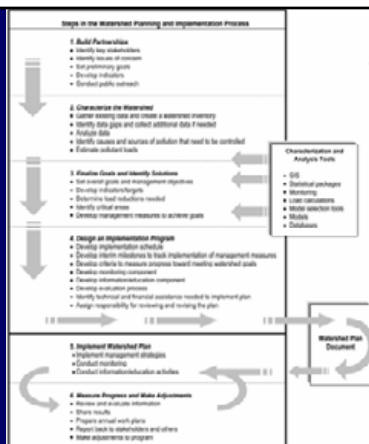 Steps in the Watershed Planning and Implementation Process
1. Build Partnerships
Identify key stakeholders
Identify issues of concern
Set preliminary goals
Develop indicators
Conduct public outreach
2. Characterize the Watershed
Gather existing data and create a watershed inventory
Identify data gaps and collect additional data if needed
Analyze data
Identify causes and sources of pollution that need to be controlled
Estimate pollutant loads
3. Finalize Goals and Identify Solutions
Set overall goals and management objectives
Develop indicators/targets
Determine load reductions needed
Identify critical areas
Develop management measures to achieve goals
Characterization and
Analysis Tools
GIS
Statistical packages
Monitoring
Load calculations
Model selection tools
Models
Databases
4. Design an Implementation Program
Develop implementation schedule
Develop interim milestones to track implementation of management measures
Develop criteria to measure progress toward meeting watershed goals
Develop monitoring component
Develop information/education component
Develop evaluation process
Identify technical and financial assistance needed to implement plan
Assign responsibility for reviewing and revising the plan
Watershed Plan
Document
5. Implement Watershed Plan
Implement management strategies
Conduct monitoring
Conduct information/education activities
6. Measure Progress and Make Adjustments
Review and evaluate information
Share results
Prepare annual work plans
Report back to stakeholders and others
Make adjustments to program